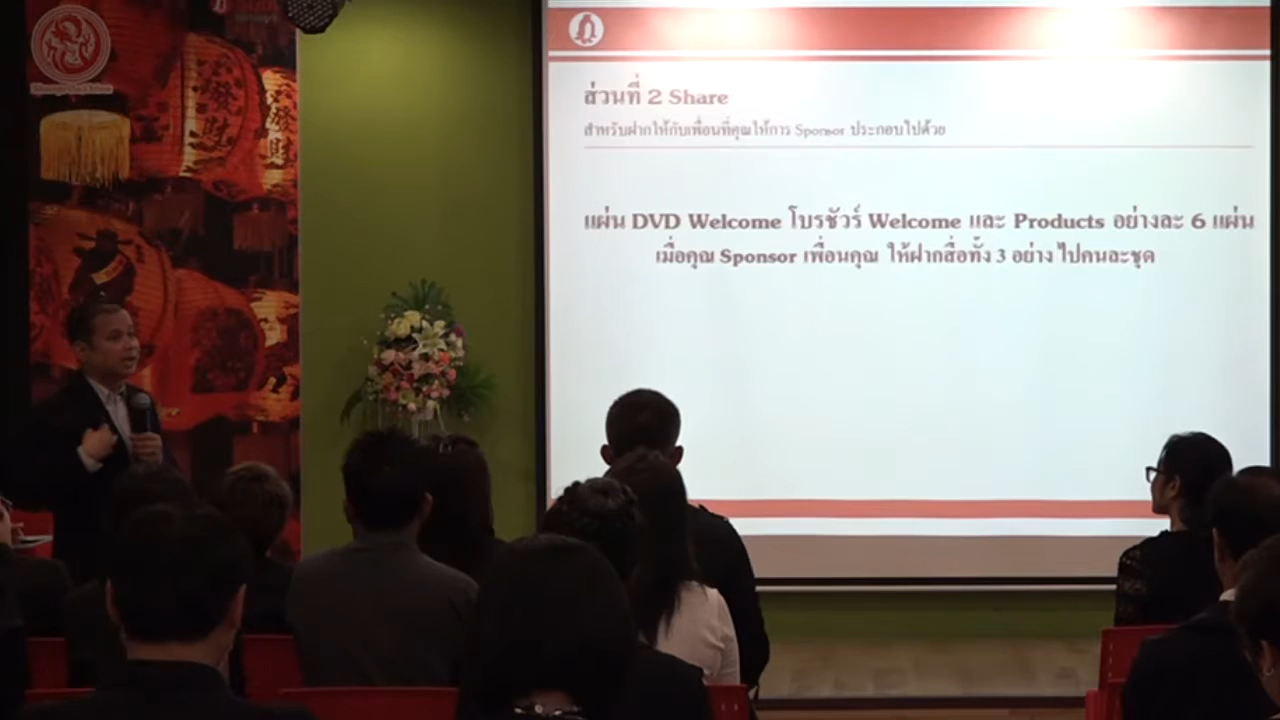 ส่วนที่ 2 Share
สำหรับฝากให้กับเพื่อนที่คุณให้การ Sponsor ประกอบไปด้วย
แผ่น DVD Welcome โบรชัวร์ Welcome และ Products อย่างละ 6 แผ่น
เมื่อคุณ Sponsor เพื่อนคุณ ให้ฝากสื่อทั้ง 3 อย่าง ไปคนละชุด
發財
發財